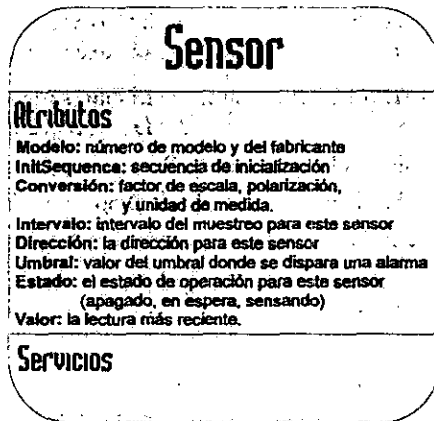 Sensor
Atributos
Modelo: número de modelo y del fabricante
InitSequence: secuencia de inicialización
Conversión: factor de escala, polarización,
y unidad de medida.
Intervalo: intervalo del muestreo para este sensor
Dirección: la dirección para este sensor
Umbral: valor del umbral donde se dispara una alarma
Estado: el estado de operación para este sensor
(apagado, en espera, sensando)
Valor: la lectura más reciente.
Servicios